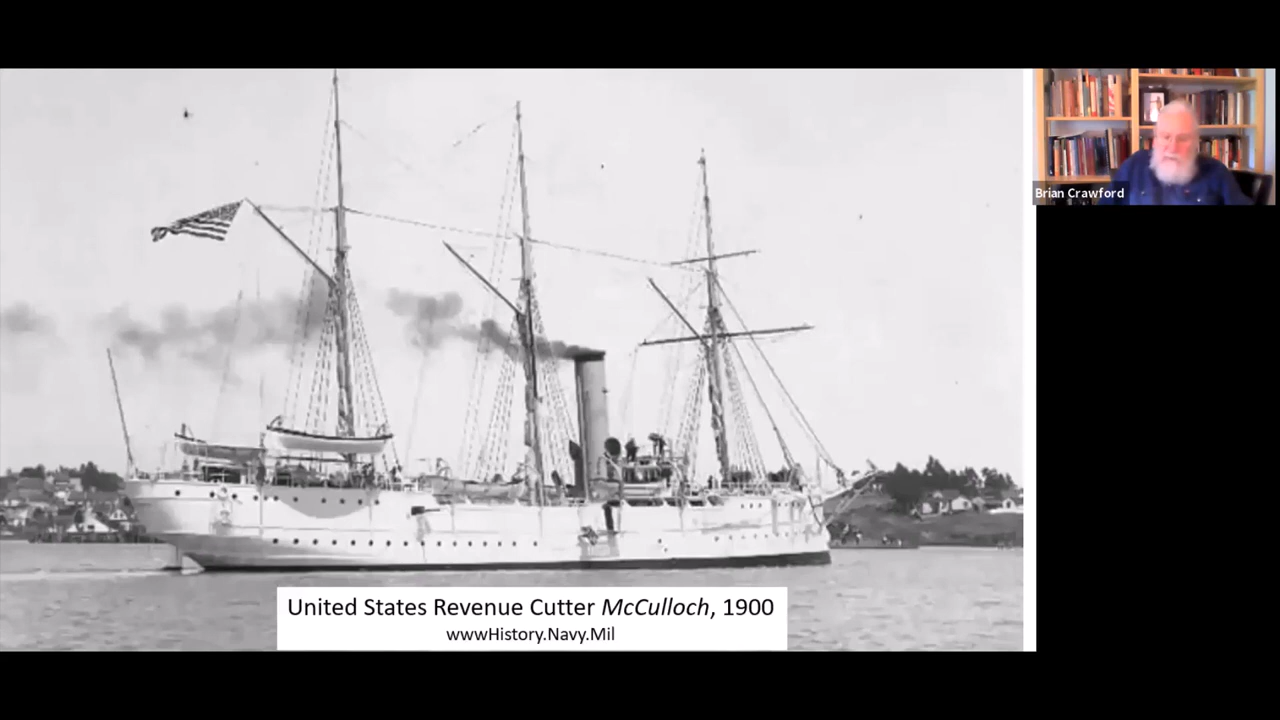 Brian Crawford
United States Revenue Cutter McCulloch, 1900
wwwHistory.Navy.Mil